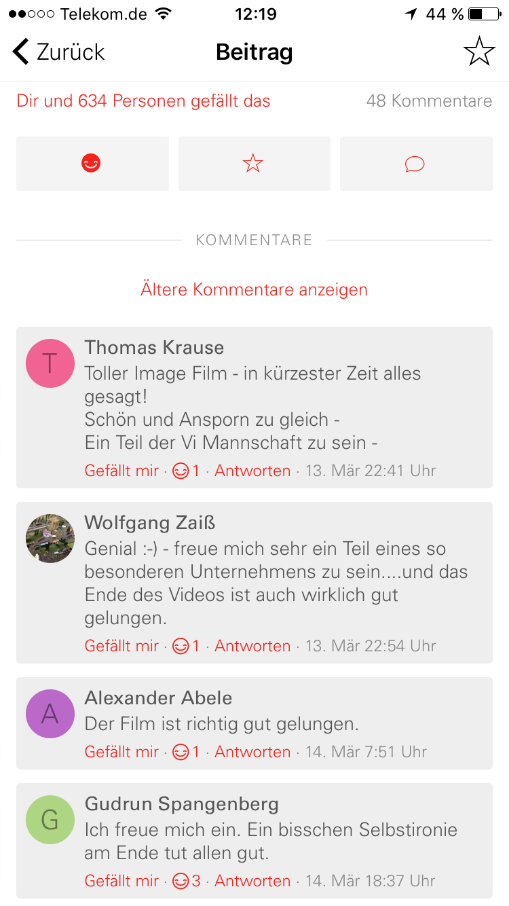 Telekom.de 12:19 44 %
Zurück Beitrag
Dir und 634 Personen gefällt das 48 Kommentare
KOMMENTARE
Ältere Kommentare anzeigen
T
Thomas Krause
Toller Image Film - in kürzester Zeit alles
gesagt!
Schön und Ansporn zu gleich -
Ein Teil der Vi Mannschaft zu sein -
Gefällt mir · 1 · Antworten · 13. Mär 22:41 Uhr
Wolfgang Zaiß
Genial :-) - freue mich sehr ein Teil eines so
besonderen Unternehmens zu sein....und das
Ende des Videos ist auch wirklich gut
gelungen.
Gefällt mir · 1 · Antworten · 13. Mär 22:54 Uhr
A
Alexander Abele
Der Film ist richtig gut gelungen.
Gefällt mir · 1 · Antworten · 14. Mär 7:51 Uhr
G
Gudrun Spangenberg
Ich freue mich ein. Ein bisschen Selbstironie
am Ende tut allen gut.
Gefällt mir · 3 · Antworten · 14. Mär 18:37 Uhr